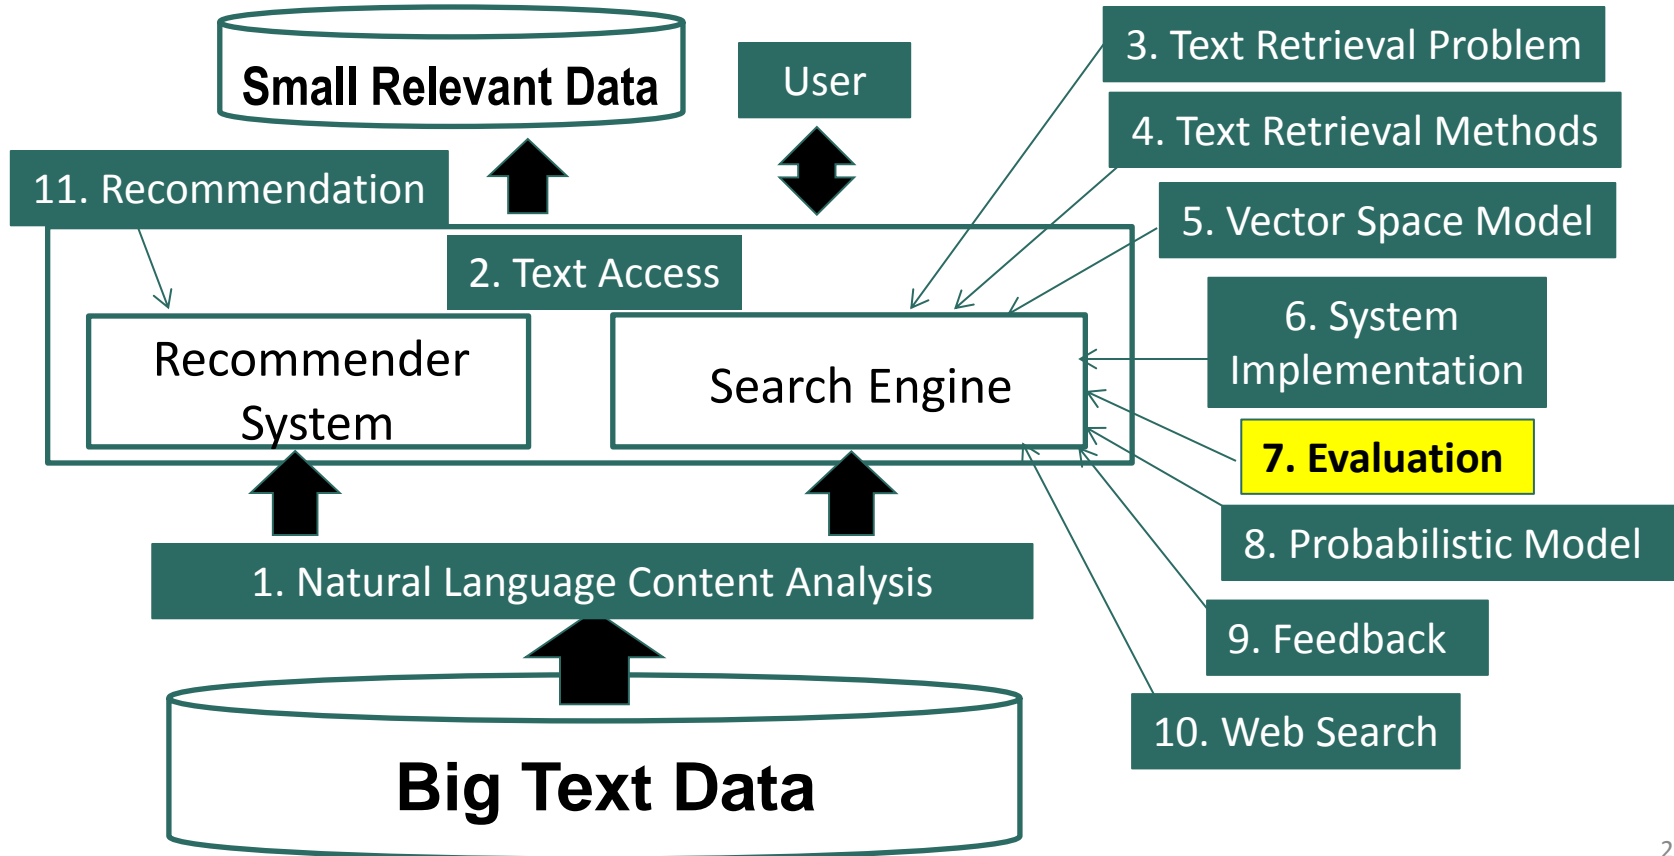 Small Relevant Data
User
3. Text Retrieval Problem
4. Text Retrieval Methods
11. Recommendation
5. Vector Space Model
2. Text Access
6. System
Implementation
Recommender
System
Search Engine
7. Evaluation
8. Probabilistic Model
1. Natural Language Content Analysis
9. Feedback
10. Web Search
Big Text Data
2